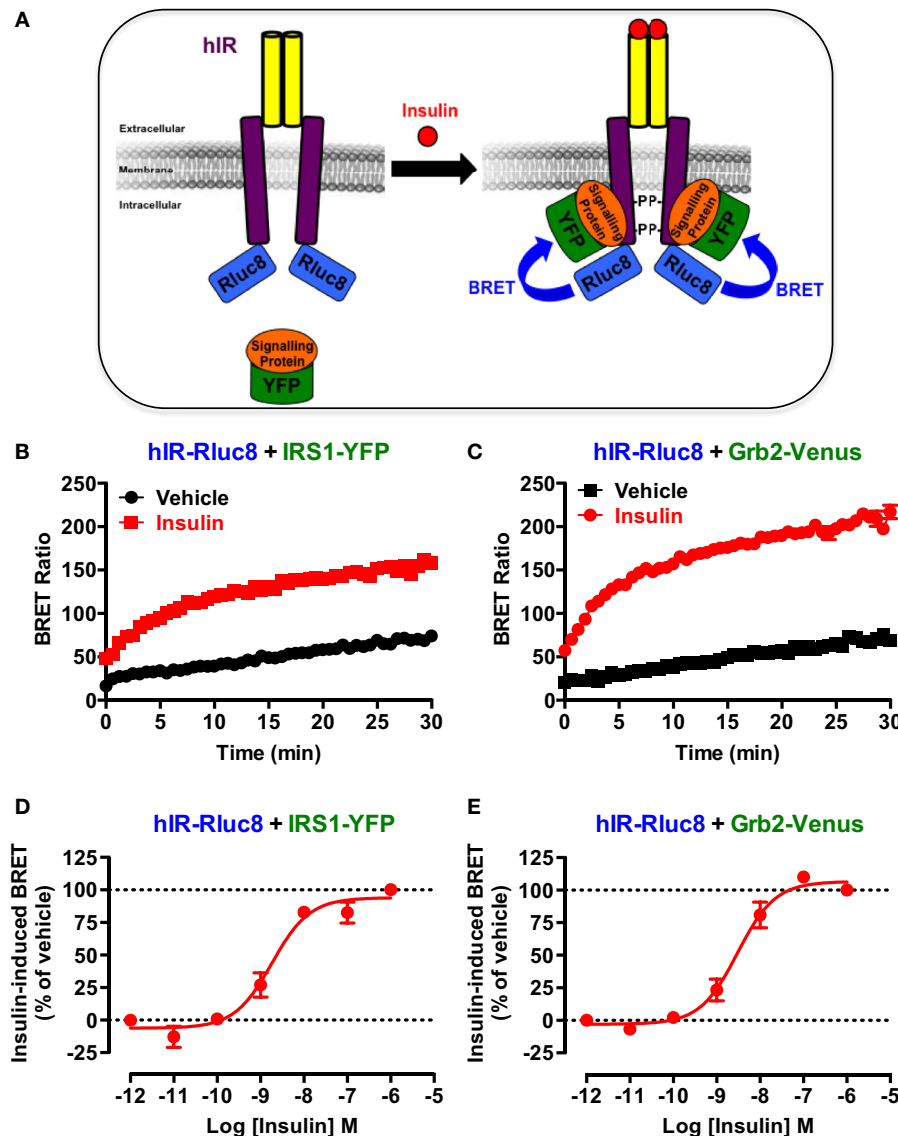 A
hIR
Insulin
Extracellular
Membrane
Intracellular
Rluc8
Rluc8
Signalling
Protein
YFP
Signalling
Protein
YFP
-PP-
-PP-
Signalling
Protein
YFP
Rluc8
Rluc8
BRET
BRET
B
hIR-Rluc8 + IRS1-YFP
BRET Ratio
250
200
150
100
50
0
Vehicle
Insulin
0 5 10 15 20 25 30
Time (min)
C
hIR-Rluc8 + Grb2-Venus
BRET Ratio
250
200
150
100
50
0
Vehicle
Insulin
0 5 10 15 20 25 30
Time (min)
D
hIR-Rluc8 + IRS1-YFP
Insulin-induced BRET
(% of vehicle)
125
100
75
50
25
0
-25
-12 -11 -10 -9 -8 -7 -6 -5
Log [Insulin] M
E
hIR-Rluc8 + Grb2-Venus
Insulin-induced BRET
(% of vehicle)
125
100
75
50
25
0
-25
-12 -11 -10 -9 -8 -7 -6 -5
Log [Insulin] M